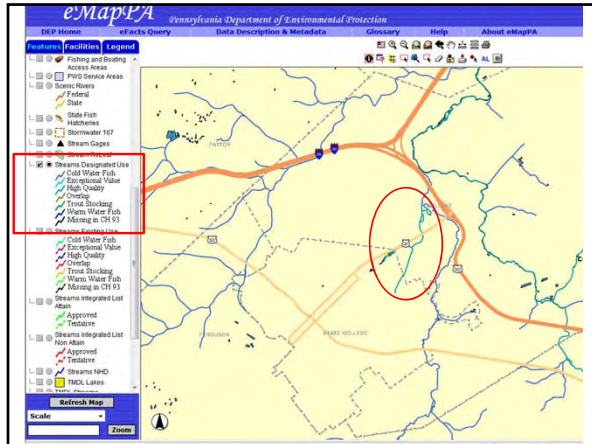 eMapPA Pennsylvania Department of Environmental Protection
DEP Home eFacts Query Data Description & Metadata Glossary Help About eMapPA
Features Facilities Legend
Fishing and Boating
Access Areas
PWS Service Areas
Scenic Rivers
Federal
State
State Fish
Hatcheries
Stormwater 167
Stream Gages
Streams Designated Use
Cold Water Fish
Exceptional Value
High Quality
Overlap
Trout Stocking
Warm Water Fish
Missing in CH 93
Streams Existing Use
Cold Water Fish
Exceptional Value
High Quality
Overlap
Trout Stocking
Warm Water Fish
Missing in CH 93
Streams Integrated List
Attain
Approved
Tentative
Streams Integrated List
Non Attain
Approved
Tentative
Streams NHD
TMDL Lakes
TMDL Streams
Refresh Map
Scale
Zoom
AL
PATTON
FERGUSON
STATE COLLEGE